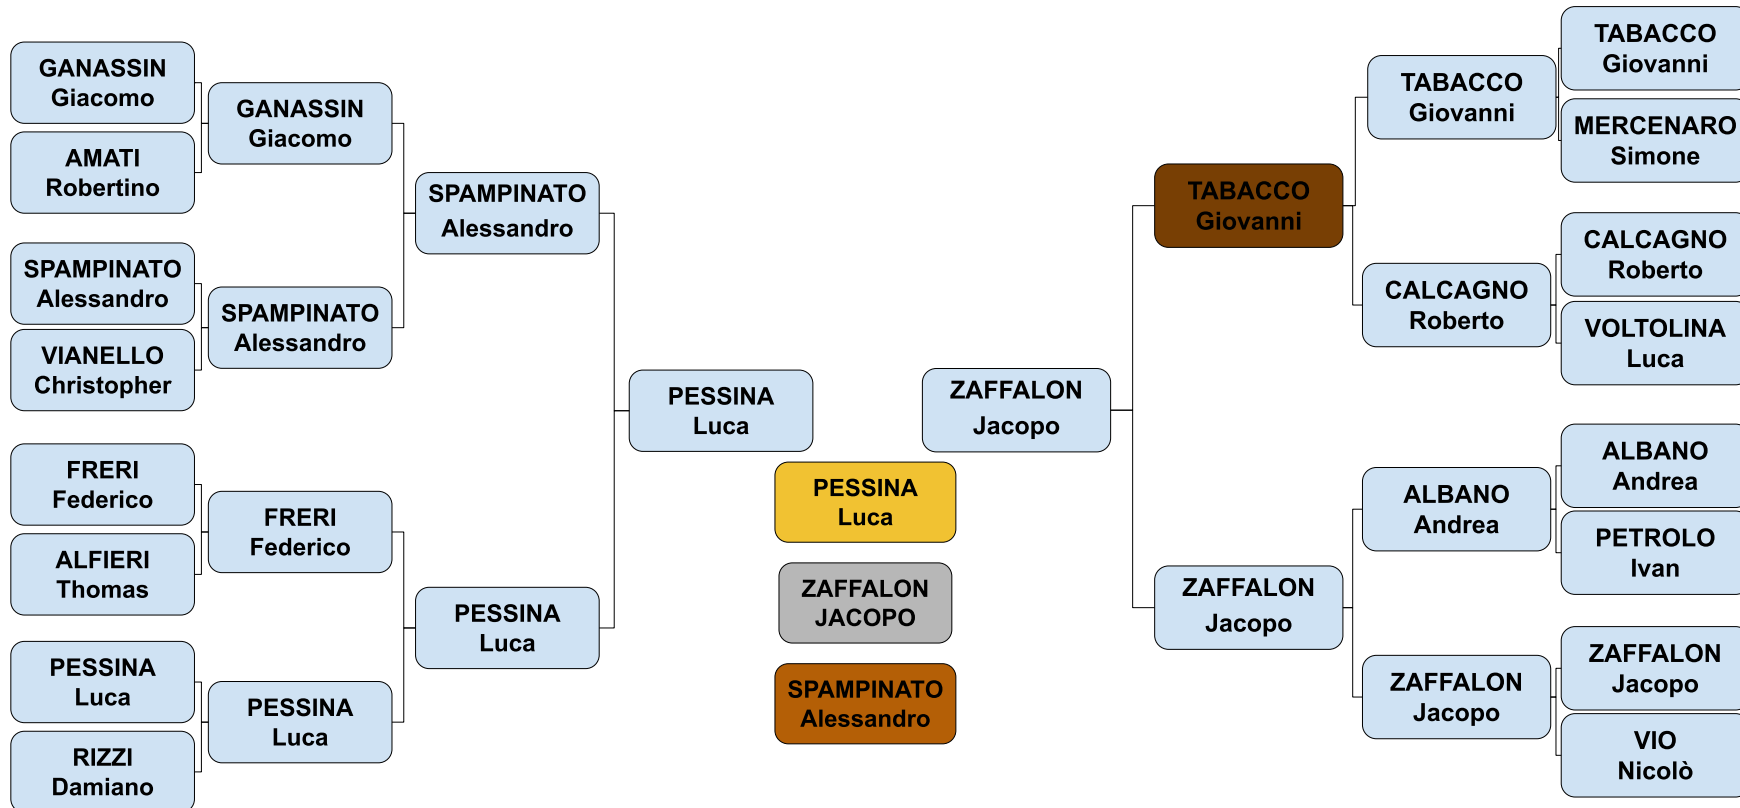 GANASSIN
Giacomo
AMATI
Robertino
SPAMPINATO
Alessandro
VIANELLO
Christopher
FRERI
Federico
ALFIERI
Thomas
PESSINA
Luca
RIZZI
Damiano
GANASSIN
Giacomo
SPAMPINATO
Alessandro
FRERI
Federico
PESSINA
Luca
SPAMPINATO
Alessandro
PESSINA
Luca
PESSINA
Luca
PESSINA
Luca
ZAFFALON
JACOPO
SPAMPINATO
Alessandro
ZAFFALON
Jacopo
TABACCO
Giovanni
ZAFFALON
Jacopo
TABACCO
Giovanni
CALCAGNO
Roberto
ALBANO
Andrea
ZAFFALON
Jacopo
TABACCO
Giovanni
MERCENARO
Simone
CALCAGNO
Roberto
VOLTOLINA
Luca
ALBANO
Andrea
PETROLO
Ivan
ZAFFALON
Jacopo
VIO
Nicolò